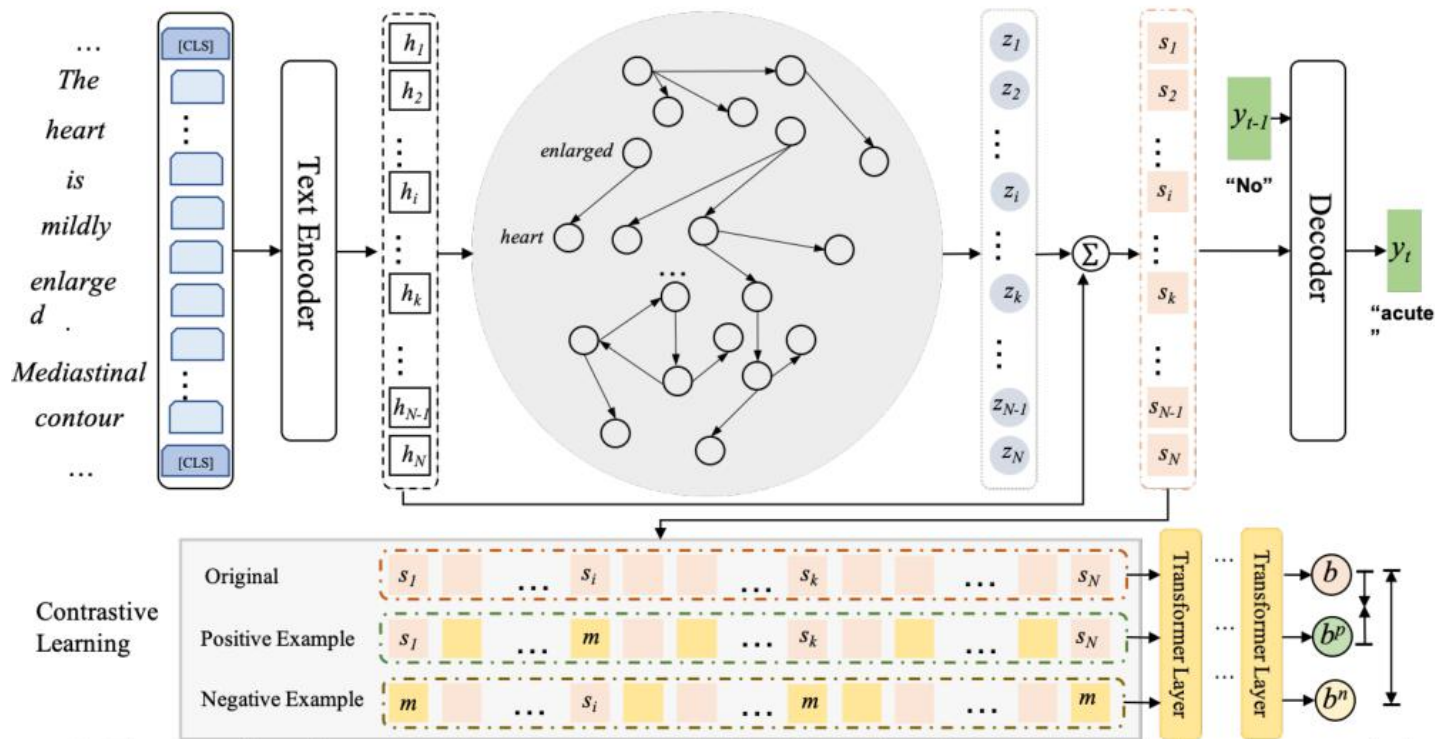 ...
The
heart
is
mildly
enlarge
d .
Mediastinal
contour
...
[CLS]
[CLS]
Text Encoder
h1
h2
hi
hk
hN-1
hN
enlarged
heart
...
z1
z2
zi
zk
zN-1
zN
Σ
s1
s2
si
sk
sN-1
sN
yt-1
“No”
Decoder
yt
“acute
”
Contrastive
Learning
Original
s1 ... si ... sk ... sN
Positive Example
s1 ... m ... sk ... sN
Negative Example
m ... si ... m ... m
Transformer Layer
...
...
...
Transformer Layer
b
bp
bn